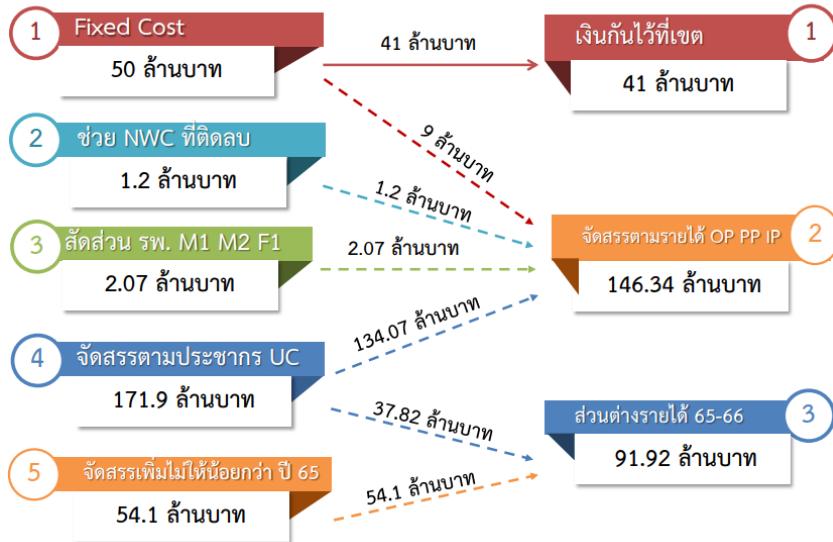 1
Fixed Cost
50 ล้านบาท
41 ล้านบาท
เงินกันไว้ที่เขต
1
41 ล้านบาท
9 ล้านบาท
2
ช่วย NWC ที่ติดลบ
1.2 ล้านบาท
1.2 ล้านบาท
3
สัดส่วน รพ. M1 M2 F1
2.07 ล้านบาท
2.07 ล้านบาท
จัดสรรตามรายได้ OP PP IP
2
146.34 ล้านบาท
134.07 ล้านบาท
4
จัดสรรตามประชากร UC
171.9 ล้านบาท
37.82 ล้านบาท
ส่วนต่างรายได้ 65-66
3
91.92 ล้านบาท
5
จัดสรรเพิ่มไม่ให้น้อยกว่า ปี 65
54.1 ล้านบาท
54.1 ล้านบาท